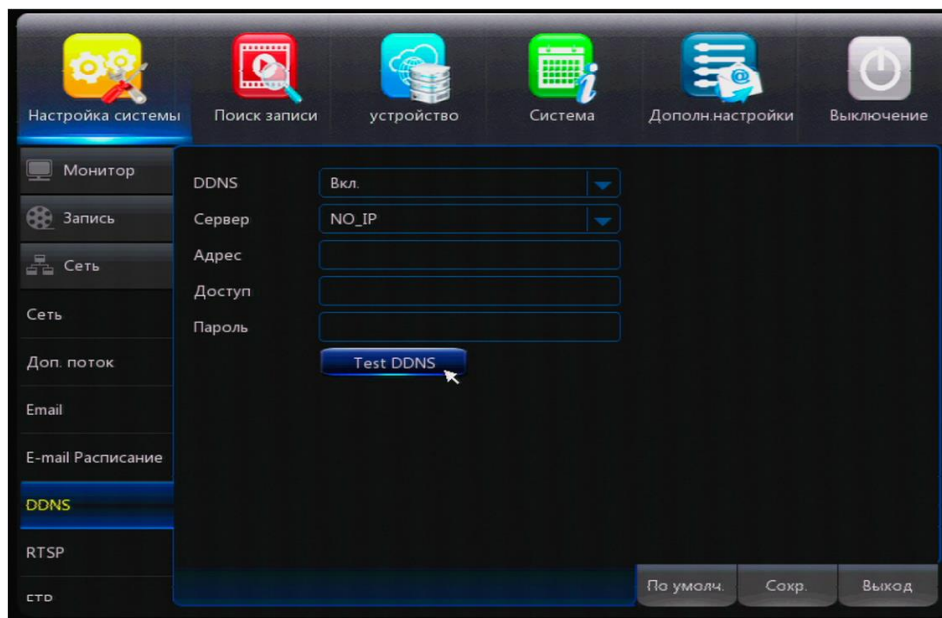 Настройка системы
Поиск записи
устройство
Система
Дополн.настройки
Выключение
Монитор
Запись
Сеть
Сеть
Доп. поток
Email
E-mail Расписание
DDNS
RTSP
FTP
DDNS
Вкл.
Сервер
NO_IP
Адрес
Доступ
Пароль
Test DDNS
По умолч.
Сохр.
Выход